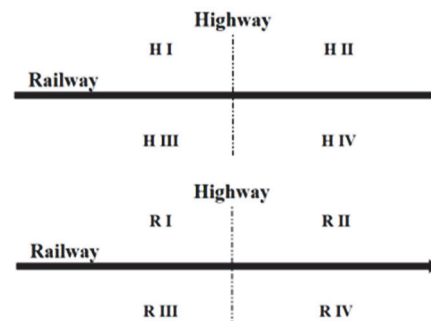 Highway
H I H II
Railway
H III H IV
Highway
R I R II
Railway
R III R IV